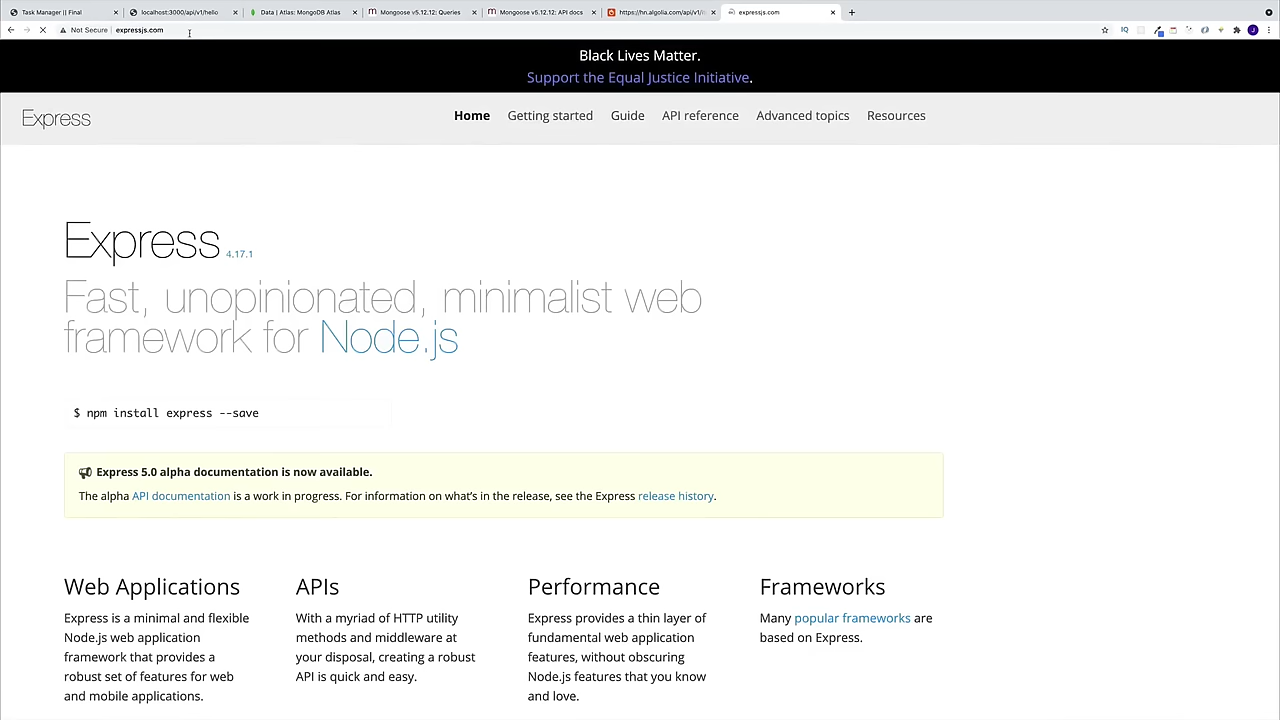 Task Manager || Final
localhost:3000/api/v1/hello
Data | Atlas: MongoDB Atlas
Mongoose v5.12.12: Queries
Mongoose v5.12.12: API docs
https://hn.algolia.com/api/v1/
expressjs.com
Not Secure | expressjs.com
Black Lives Matter.
Support the Equal Justice Initiative.
Express
Home
Getting started
Guide
API reference
Advanced topics
Resources
Express 4.17.1
Fast, unopinionated, minimalist web
framework for Node.js
$ npm install express --save
Express 5.0 alpha documentation is now available.
The alpha API documentation is a work in progress. For information on what's in the release, see the Express release history.
Web Applications
Express is a minimal and flexible
Node.js web application
framework that provides a
robust set of features for web
and mobile applications.
APIs
With a myriad of HTTP utility
methods and middleware at
your disposal, creating a robust
API is quick and easy.
Performance
Express provides a thin layer of
fundamental web application
features, without obscuring
Node.js features that you know
and love.
Frameworks
Many popular frameworks are
based on Express.